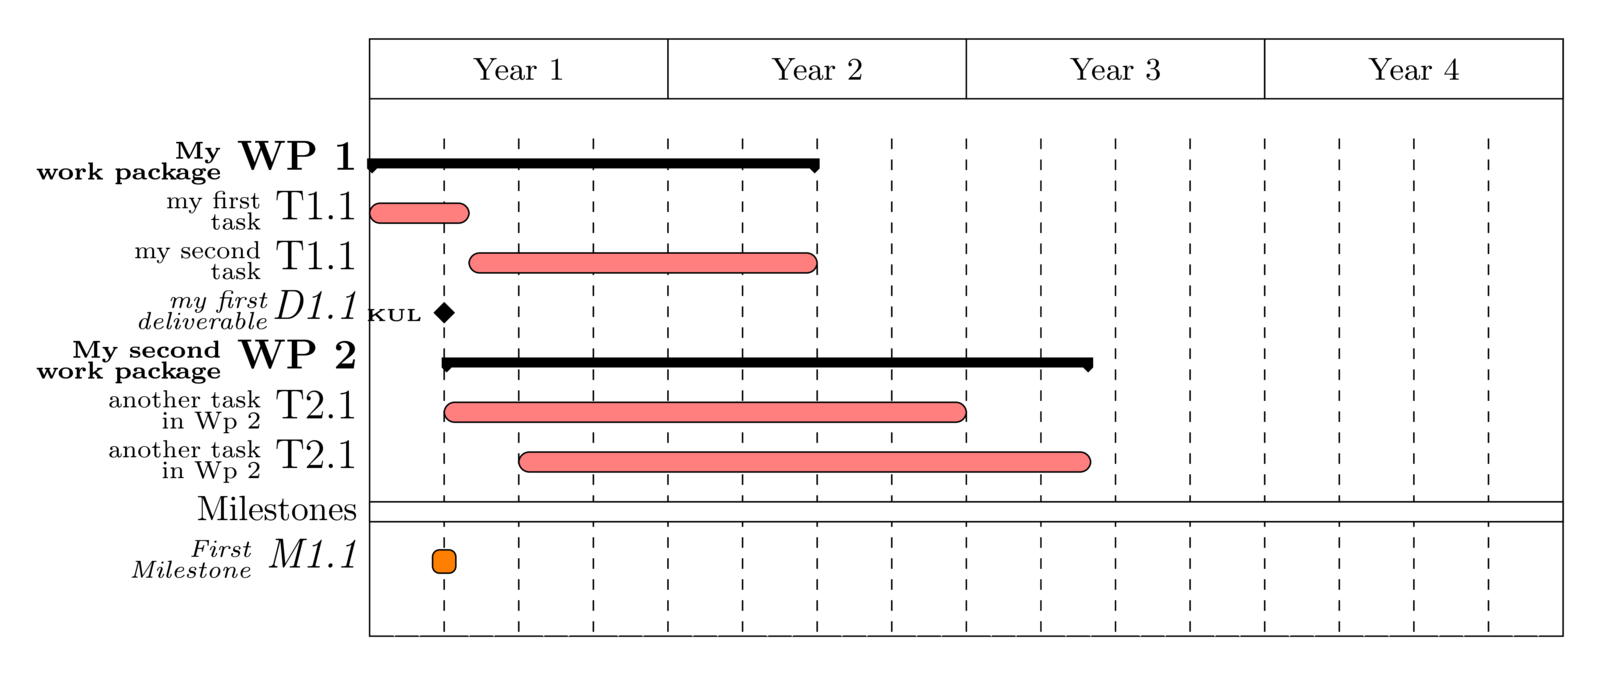 Year 1 Year 2 Year 3 Year 4
My
work package WP 1
my first
task T1.1
my second
task T1.1
my first
deliverable D1.1 KUL
My second
work package WP 2
another task
in Wp 2 T2.1
another task
in Wp 2 T2.1
Milestones
First
Milestone M1.1